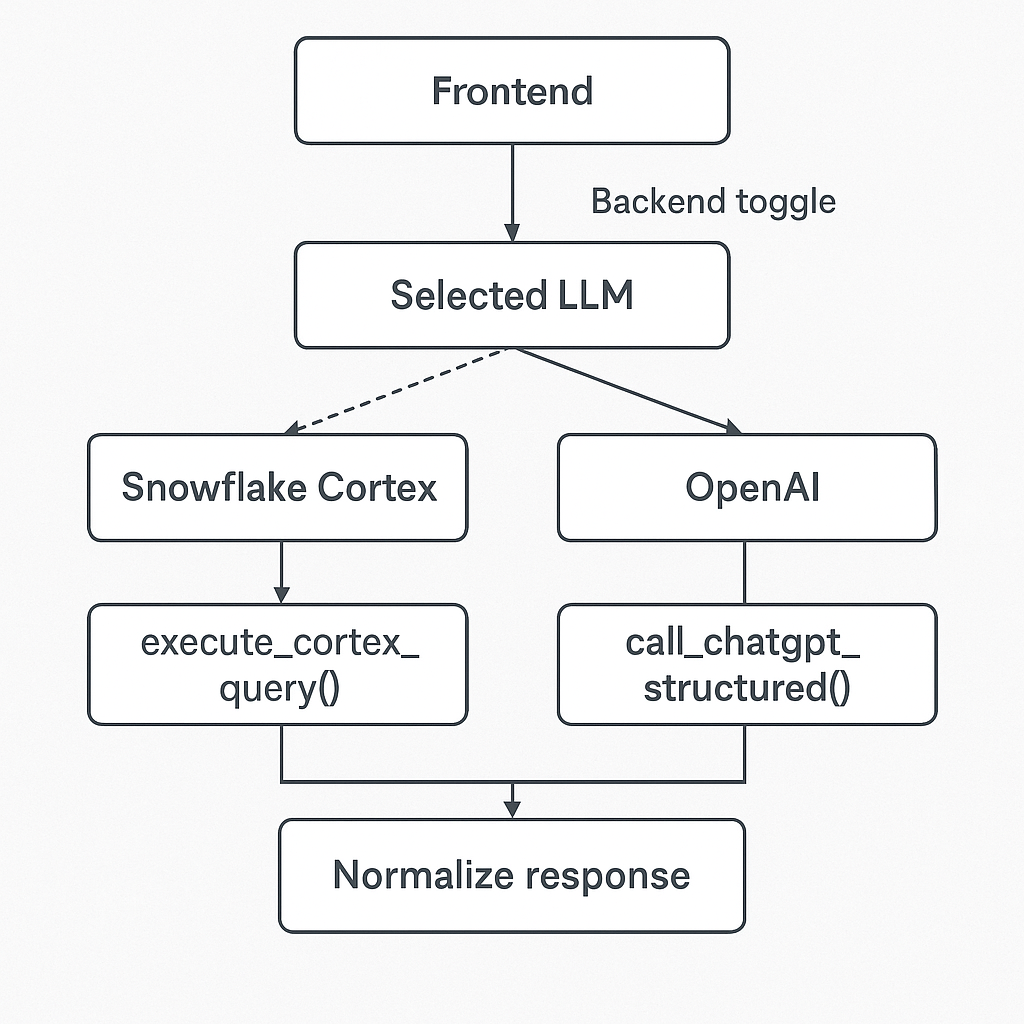 Frontend
Backend toggle
Selected LLM
Snowflake Cortex
OpenAI
execute_cortex_
query()
call_chatgpt_
structured()
Normalize response